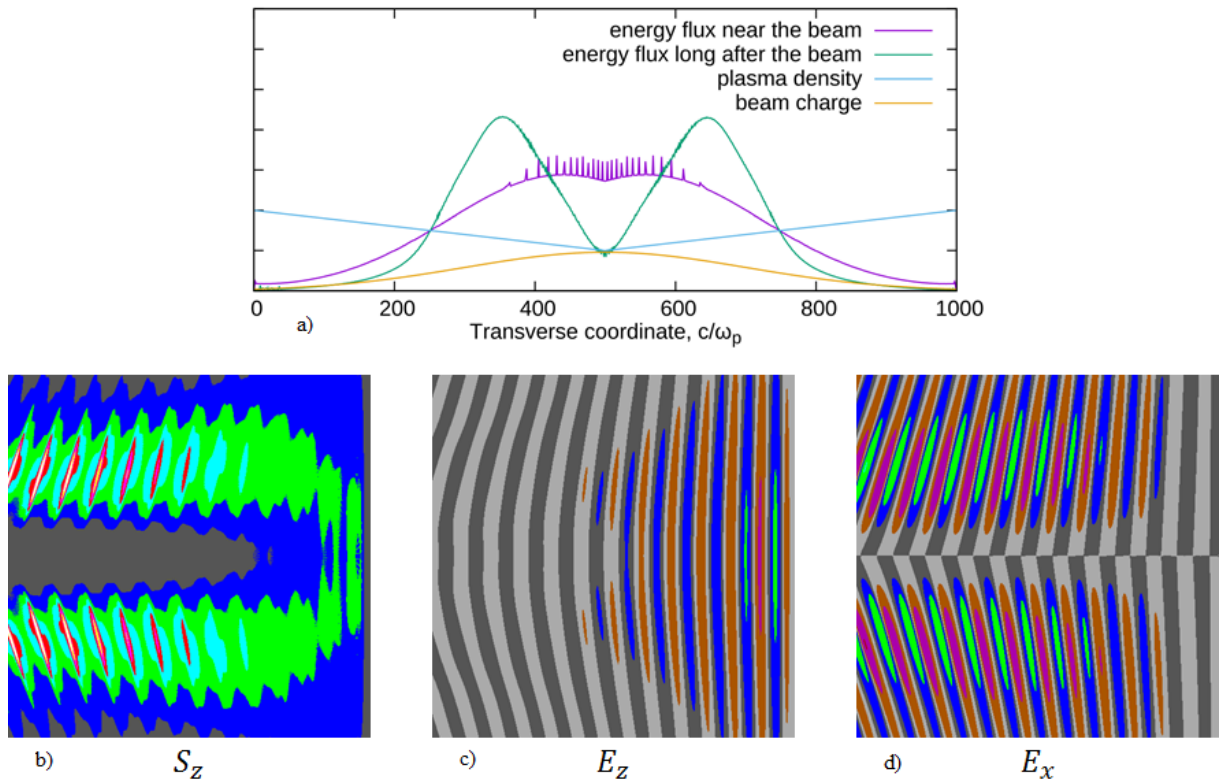 energy flux near the beam
energy flux long after the beam
plasma density
beam charge
0 200 400 600 800 1000
a) Transverse coordinate, c/ωp
b) Sz c) Ez d) Ex